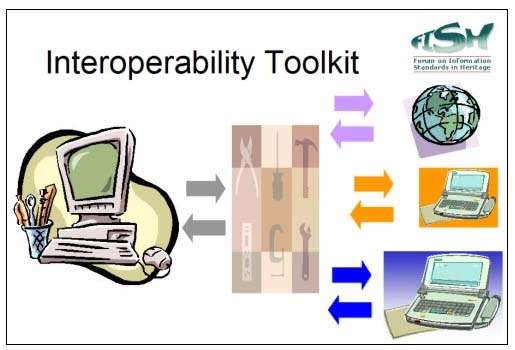 Interoperability Toolkit
FISH
Forum on Information
Standards in Heritage